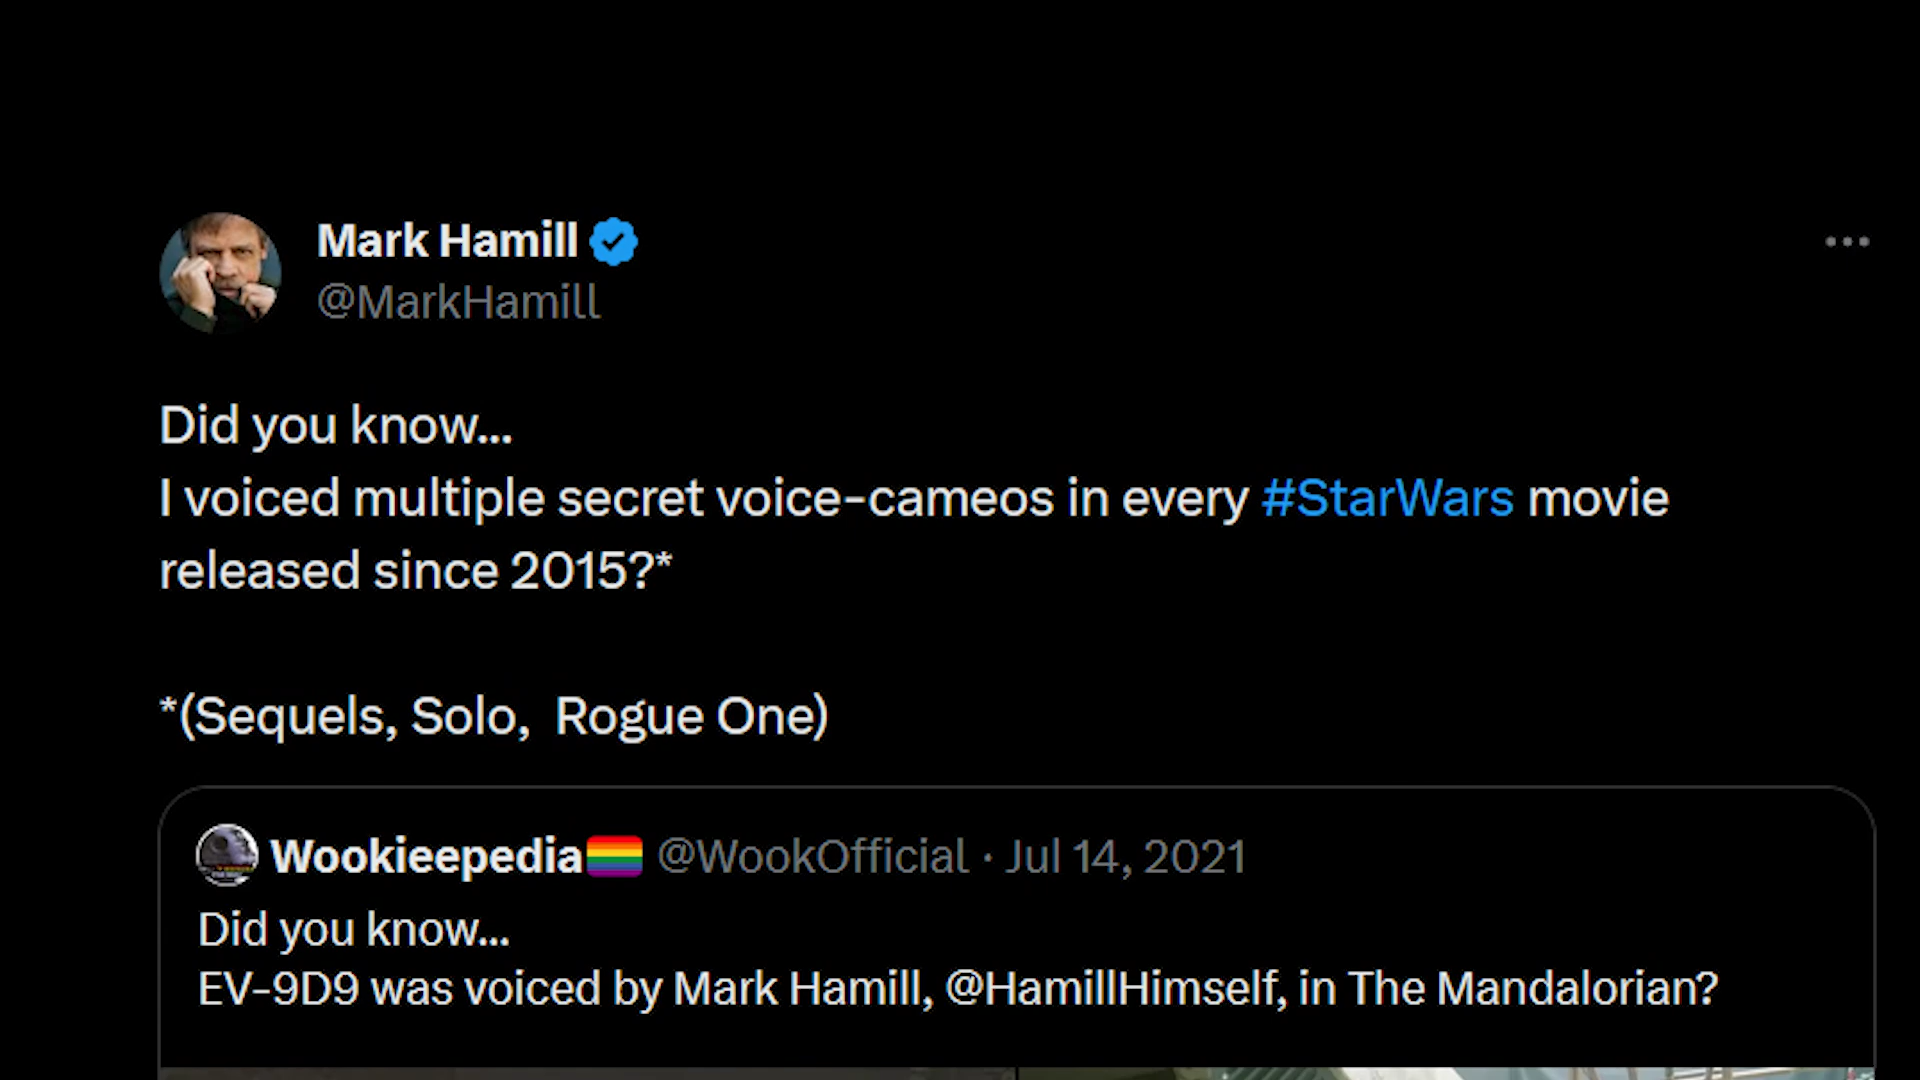 Mark Hamill
@MarkHamill
Did you know...
I voiced multiple secret voice-cameos in every #StarWars movie
released since 2015?*
*(Sequels, Solo,  Rogue One)
Wookieepedia🏳️‍🌈 @WookOfficial · Jul 14, 2021
Did you know...
EV-9D9 was voiced by Mark Hamill, @HamillHimself, in The Mandalorian?